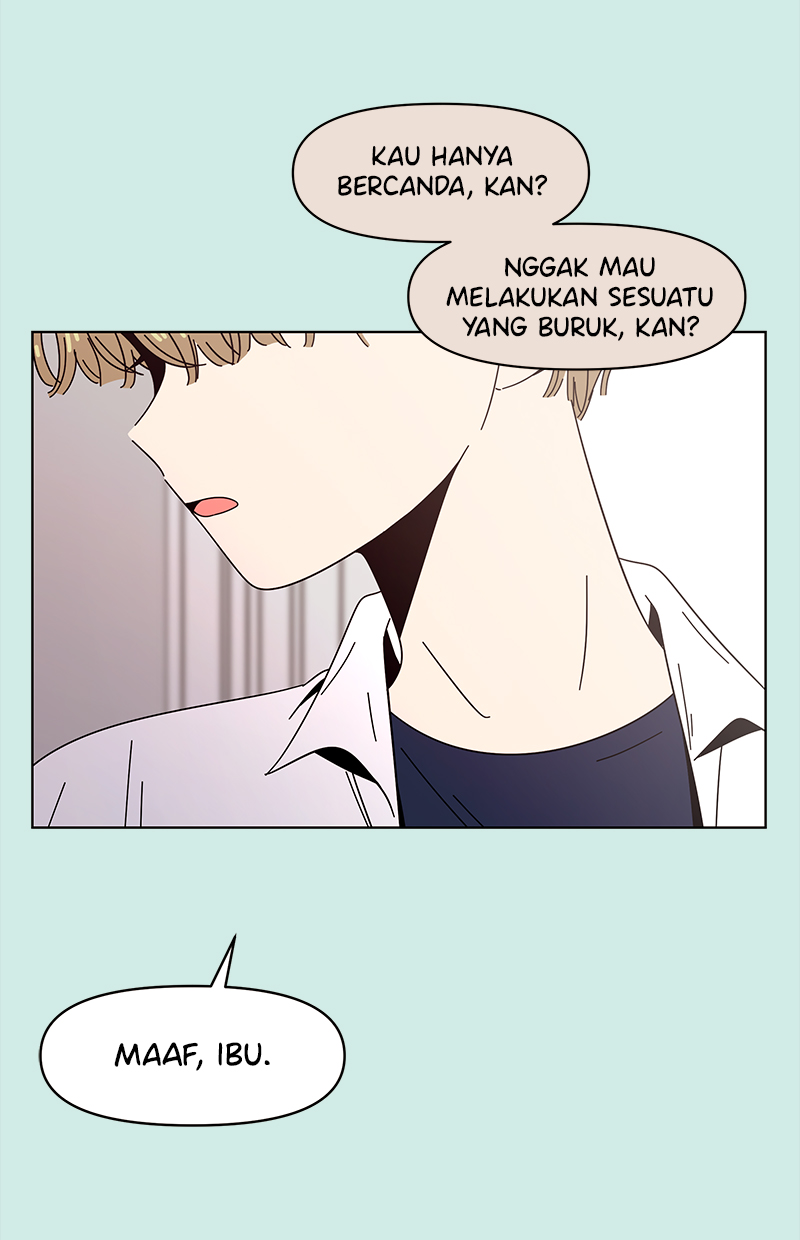 KAU HANYA
BERCANDA, KAN?
NGGAK MAU
MELAKUKAN SESUATU
YANG BURUK, KAN?
MAAF, IBU.